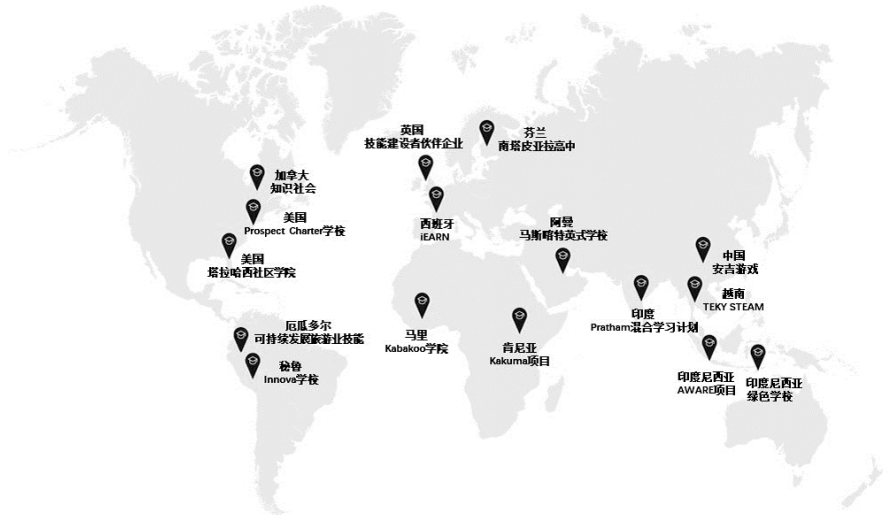 芬兰
南塔皮亚拉高中
英国
技能建设者伙伴企业
加拿大
知识社会
美国
Prospect Charter学校
西班牙
iEARN
阿曼
马斯喀特英式学校
美国
塔拉哈西社区学院
中国
安吉游戏
越南
TEKY STEAM
印度
Pratham混合学习计划
厄瓜多尔
可持续发展旅游业技能
马里
Kabakoo学院
肯尼亚
Kakuma项目
秘鲁
Innova学校
印度尼西亚
AWARE项目
印度尼西亚
绿色学校